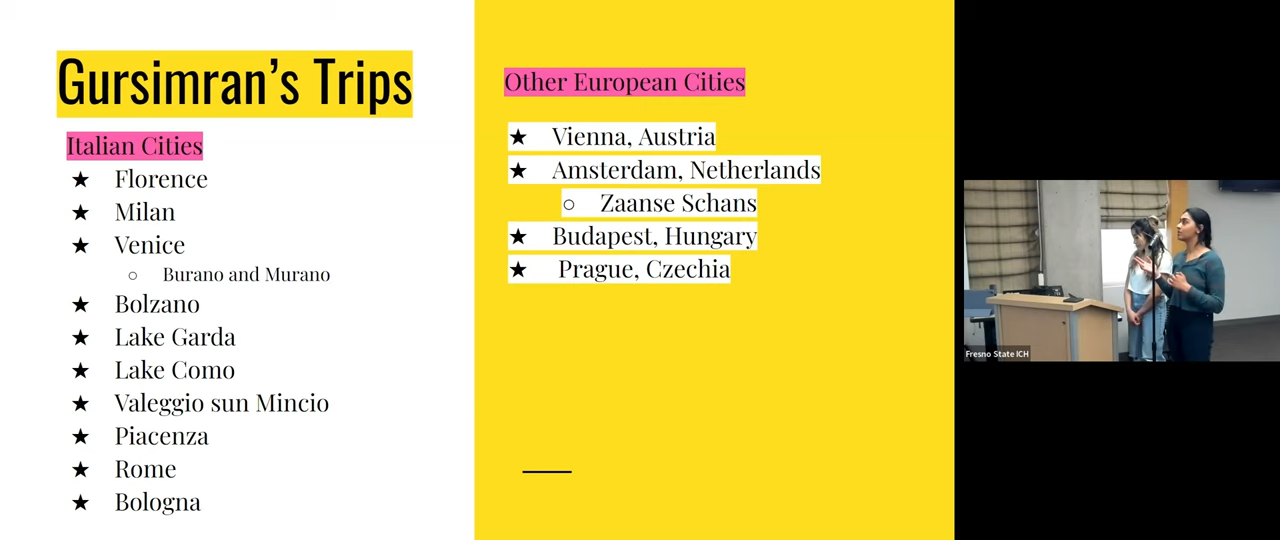 Gursimran’s Trips
Italian Cities
★ Florence
★ Milan
★ Venice
○ Burano and Murano
★ Bolzano
★ Lake Garda
★ Lake Como
★ Valeggio sun Mincio
★ Piacenza
★ Rome
★ Bologna
Other European Cities
★ Vienna, Austria
★ Amsterdam, Netherlands
○ Zaanse Schans
★ Budapest, Hungary
★ Prague, Czechia
Fresno State ICH